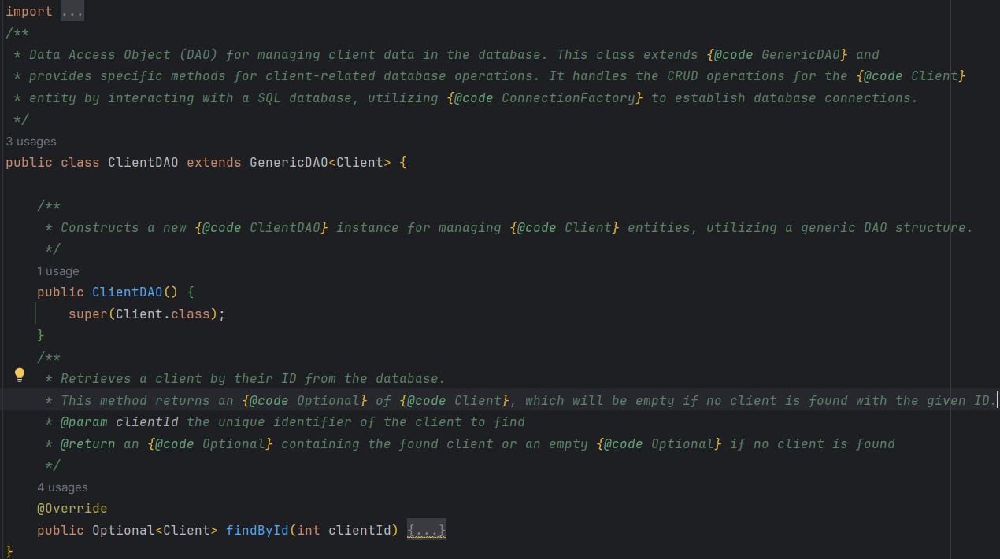 import ...
/**
 * Data Access Object (DAO) for managing client data in the database. This class extends {@code GenericDAO} and
 * provides specific methods for client-related database operations. It handles the CRUD operations for the {@code Client}
 * entity by interacting with a SQL database, utilizing {@code ConnectionFactory} to establish database connections.
 */
3 usages
public class ClientDAO extends GenericDAO<Client> {
    /**
     * Constructs a new {@code ClientDAO} instance for managing {@code Client} entities, utilizing a generic DAO structure.
     */
    1 usage
    public ClientDAO() {
        super(Client.class);
    }
    /**
     * Retrieves a client by their ID from the database.
     * This method returns an {@code Optional} of {@code Client}, which will be empty if no client is found with the given ID.
     * @param clientId the unique identifier of the client to find
     * @return an {@code Optional} containing the found client or an empty {@code Optional} if no client is found
     */
    4 usages
    @Override
    public Optional<Client> findById(int clientId) {...}
}